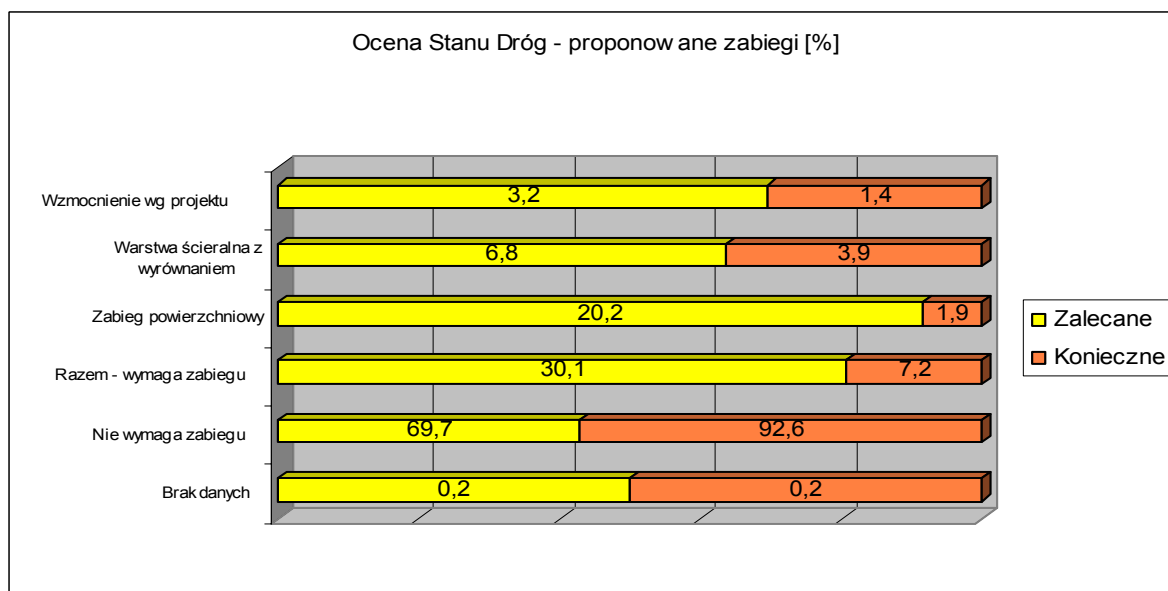 Ocena Stanu Dróg - proponow ane zabiegi [%]
Wzmocnienie wg projektu
3,2
1,4
Warstwa ścieralna z
wyrównaniem
6,8
3,9
Zabieg powierzchniowy
20,2
1,9
Razem - wymaga zabiegu
30,1
7,2
Nie wymaga zabiegu
69,7
92,6
Brak danych
0,2
0,2
Zalecane
Konieczne